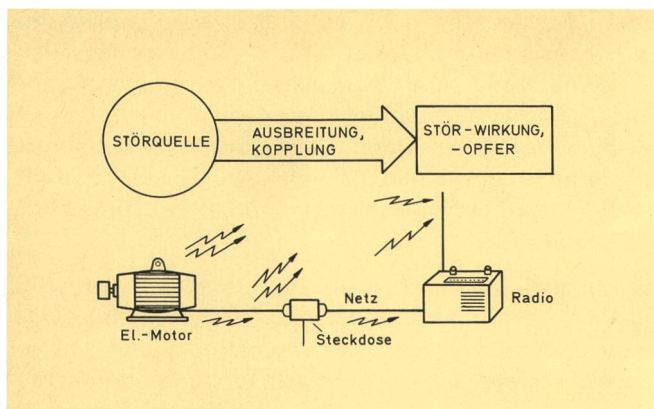 STÖRQUELLE
AUSBREITUNG,
KOPPLUNG
STÖR-WIRKUNG,
-OPFER
El.-Motor
Steckdose
Netz
Radio